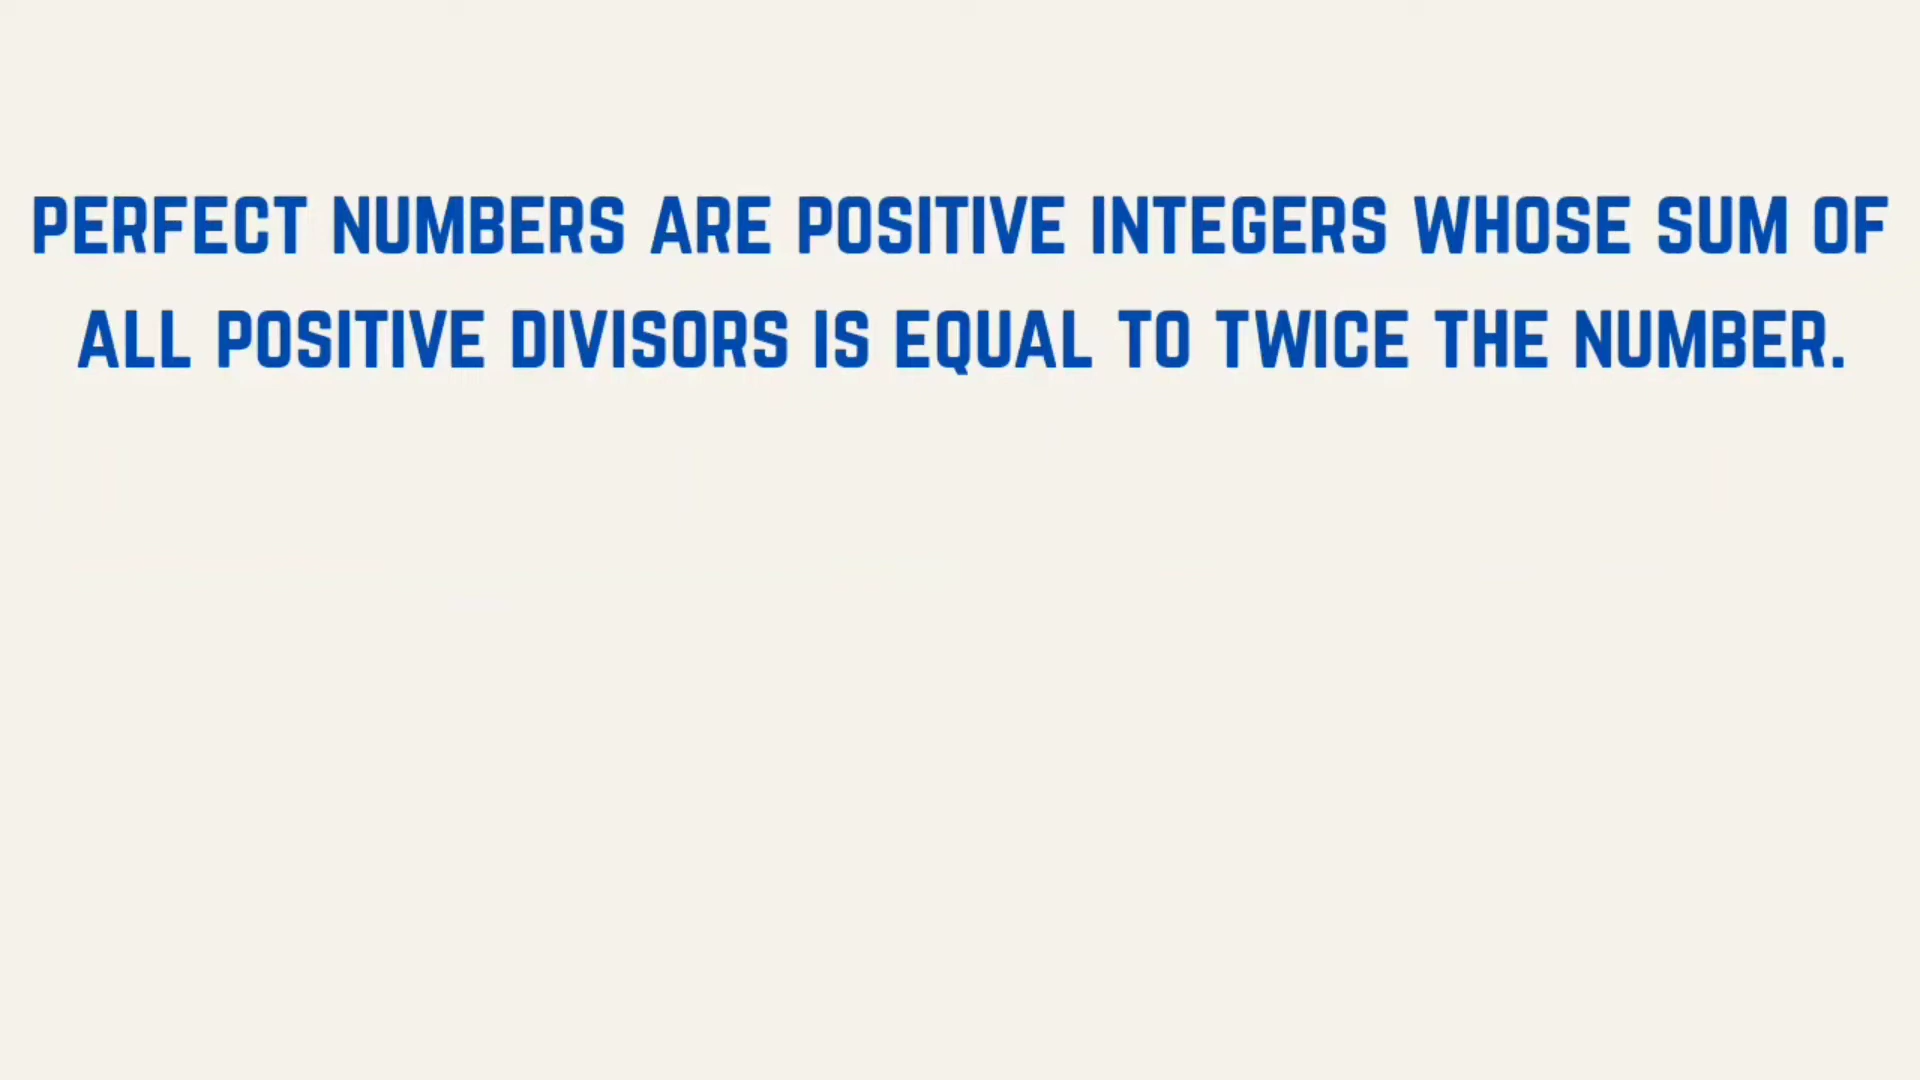 PERFECT NUMBERS ARE POSITIVE INTEGERS WHOSE SUM OF
ALL POSITIVE DIVISORS IS EQUAL TO TWICE THE NUMBER.